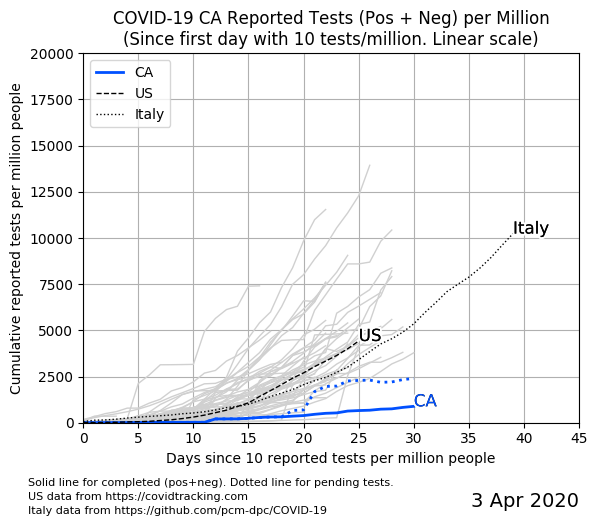 COVID-19 CA Reported Tests (Pos + Neg) per Million
(Since first day with 10 tests/million. Linear scale)
20000
17500
15000
12500
10000
7500
5000
2500
0
Cumulative reported tests per million people
CA
US
Italy
Italy
US
CA
0 5 10 15 20 25 30 35 40 45
Days since 10 reported tests per million people
Solid line for completed (pos+neg). Dotted line for pending tests.
US data from https://covidtracking.com
Italy data from https://github.com/pcm-dpc/COVID-19
3 Apr 2020